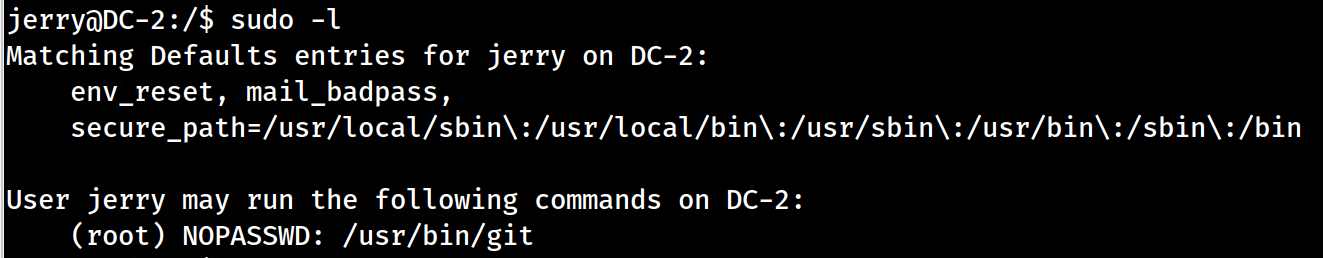 jerry@DC-2:/$ sudo -l
Matching Defaults entries for jerry on DC-2:
    env_reset, mail_badpass,
    secure_path=/usr/local/sbin\:/usr/local/bin\:/usr/sbin\:/usr/bin\:/sbin\:/bin

User jerry may run the following commands on DC-2:
    (root) NOPASSWD: /usr/bin/git